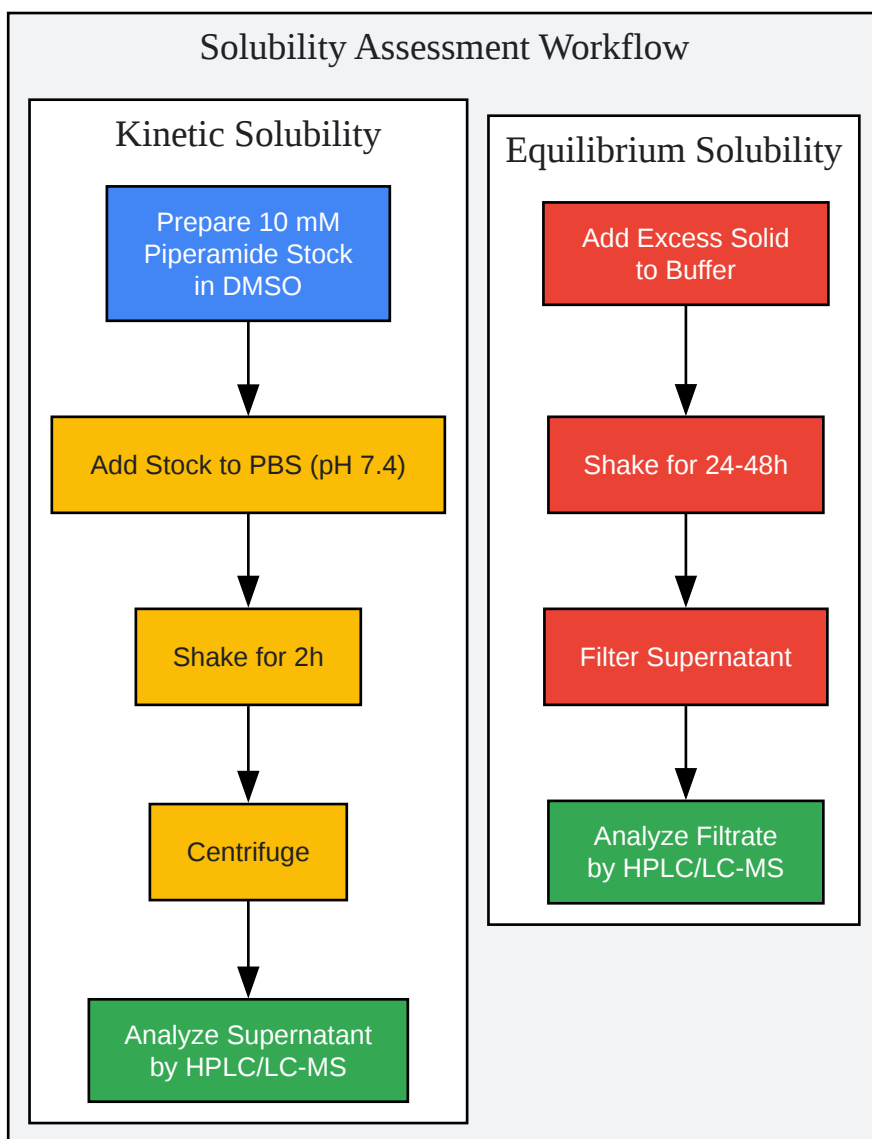 Solubility Assessment Workflow
Kinetic Solubility
Prepare 10 mM
Piperamide Stock
in DMSO
Add Stock to PBS (pH 7.4)
Shake for 2h
Centrifuge
Analyze Supernatant
by HPLC/LC-MS
Equilibrium Solubility
Add Excess Solid
to Buffer
Shake for 24-48h
Filter Supernatant
Analyze Filtrate
by HPLC/LC-MS